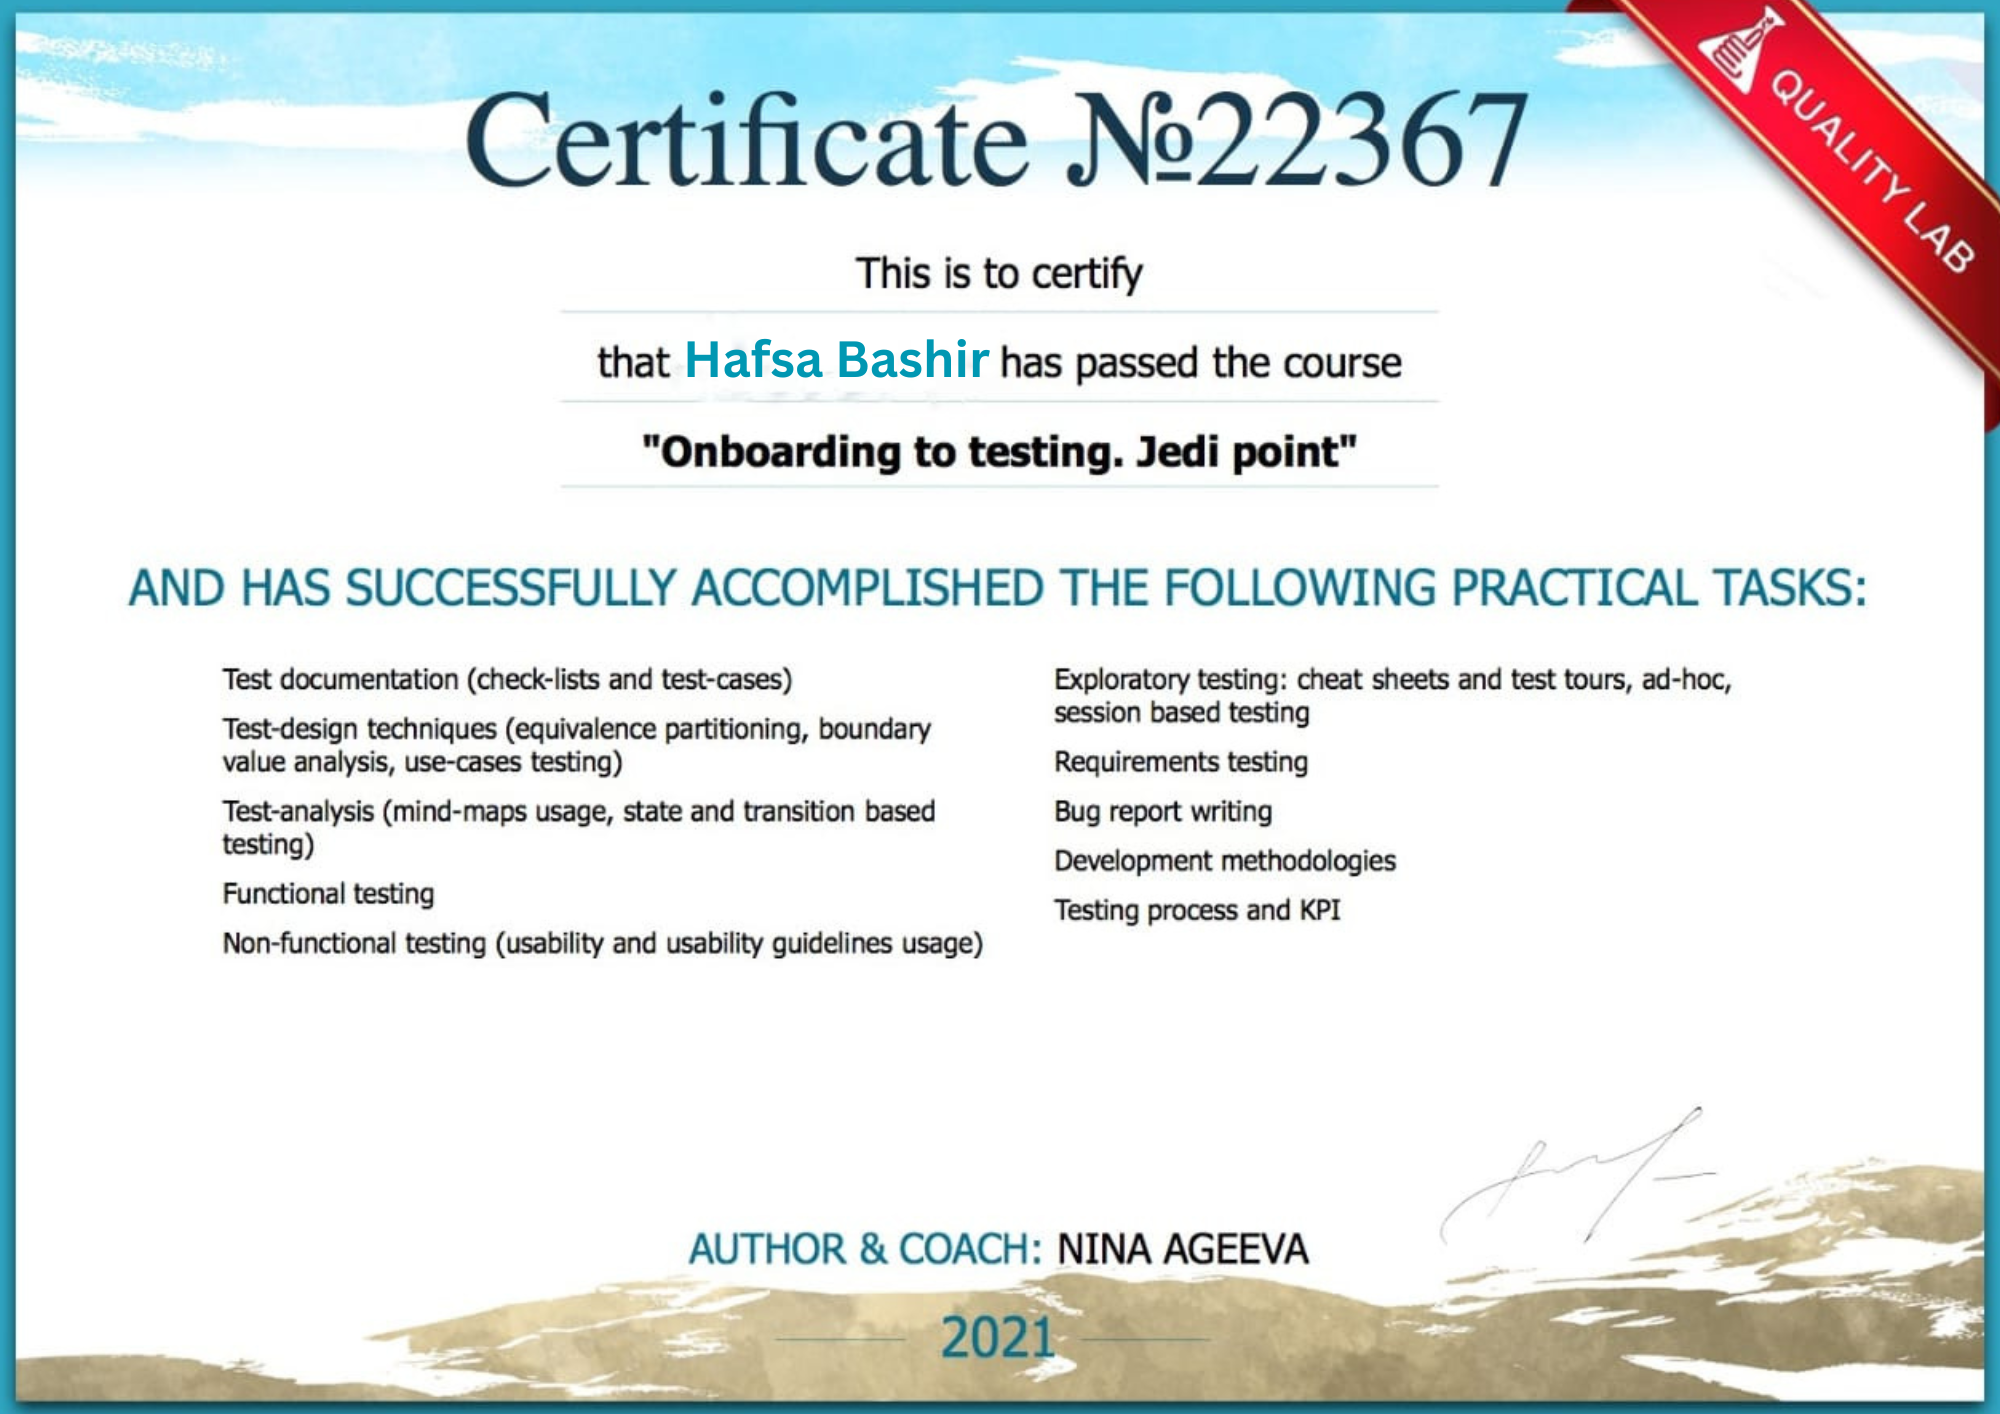 Certificate №22367
QUALITY LAB
This is to certify
that Hafsa Bashir has passed the course
"Onboarding to testing. Jedi point"
AND HAS SUCCESSFULLY ACCOMPLISHED THE FOLLOWING PRACTICAL TASKS:
Test documentation (check-lists and test-cases)
Test-design techniques (equivalence partitioning, boundary
value analysis, use-cases testing)
Test-analysis (mind-maps usage, state and transition based
testing)
Functional testing
Non-functional testing (usability and usability guidelines usage)
Exploratory testing: cheat sheets and test tours, ad-hoc,
session based testing
Requirements testing
Bug report writing
Development methodologies
Testing process and KPI
AUTHOR & COACH: NINA AGEEVA
2021